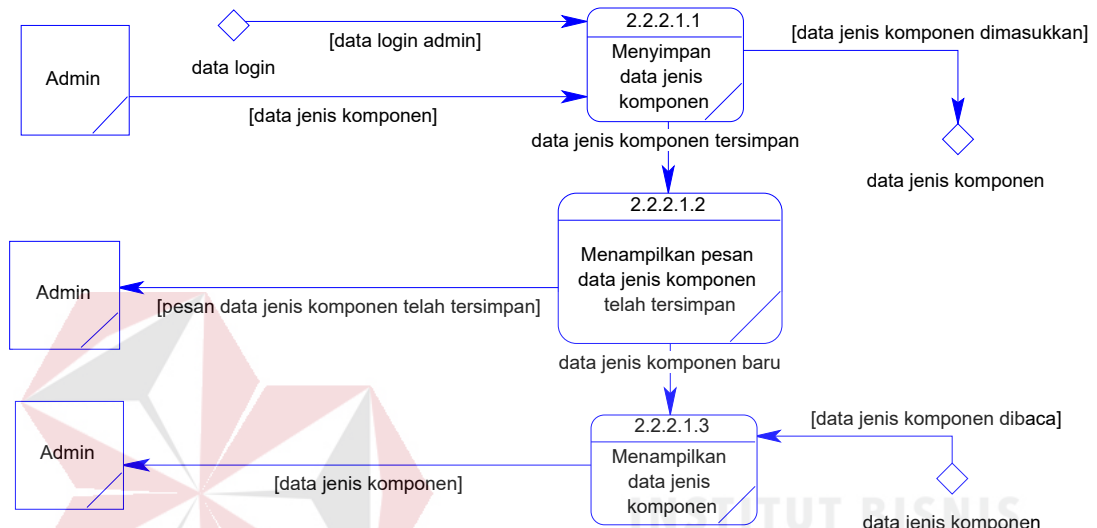 2.2.2.1.1
[data login admin]
[data jenis komponen dimasukkan]
Menyimpan
data jenis
komponen
data login
Admin
[data jenis komponen]
data jenis komponen tersimpan
data jenis komponen
2.2.2.1.2
Menampilkan pesan
data jenis komponen
telah tersimpan
Admin
[pesan data jenis komponen telah tersimpan]
data jenis komponen baru
2.2.2.1.3
[data jenis komponen dibaca]
Menampilkan
data jenis
komponen
Admin
[data jenis komponen]
INSTITUT BISNIS
data jenis komponen